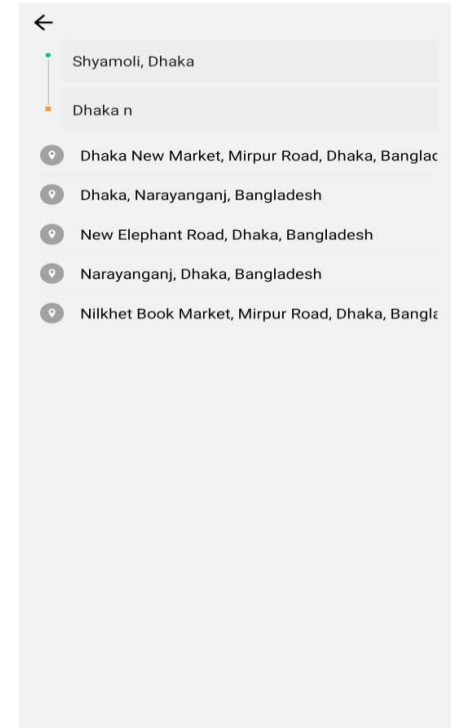 Shyamoli, Dhaka
Dhaka n
Dhaka New Market, Mirpur Road, Dhaka, Banglac
Dhaka, Narayanganj, Bangladesh
New Elephant Road, Dhaka, Bangladesh
Narayanganj, Dhaka, Bangladesh
Nilkhet Book Market, Mirpur Road, Dhaka, Bangla